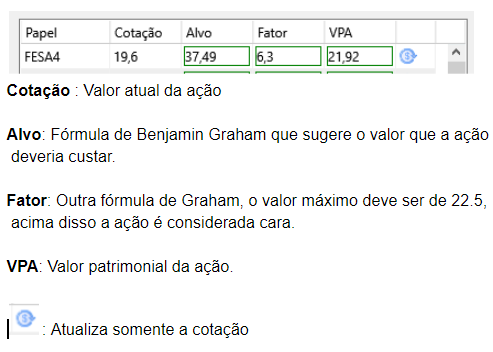 Papel Cotação Alvo Fator VPA
FESA4 19,6 37,49 6,3 21,92
Cotação : Valor atual da ação
Alvo: Fórmula de Benjamin Graham que sugere o valor que a ação
deveria custar.
Fator: Outra fórmula de Graham, o valor máximo deve ser de 22.5,
acima disso a ação é considerada cara.
VPA: Valor patrimonial da ação.
: Atualiza somente a cotação